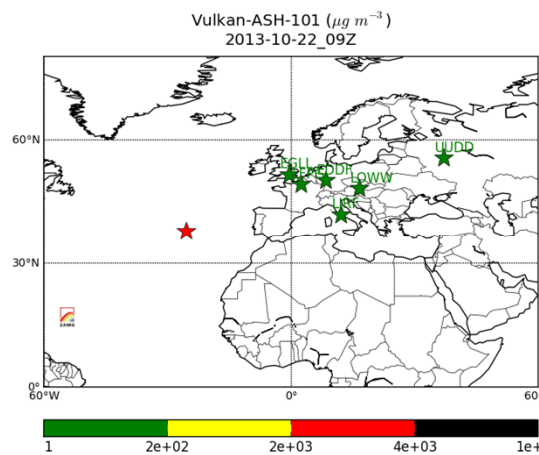 Vulkan-ASH-101 (μg m⁻³)
2013-10-22_09Z
60°N
UUDD
EGLL
EDDF
LOWW
30°N
ZAMG
0°
60°W
0°
60
1
2e+02
2e+03
4e+03
1e+